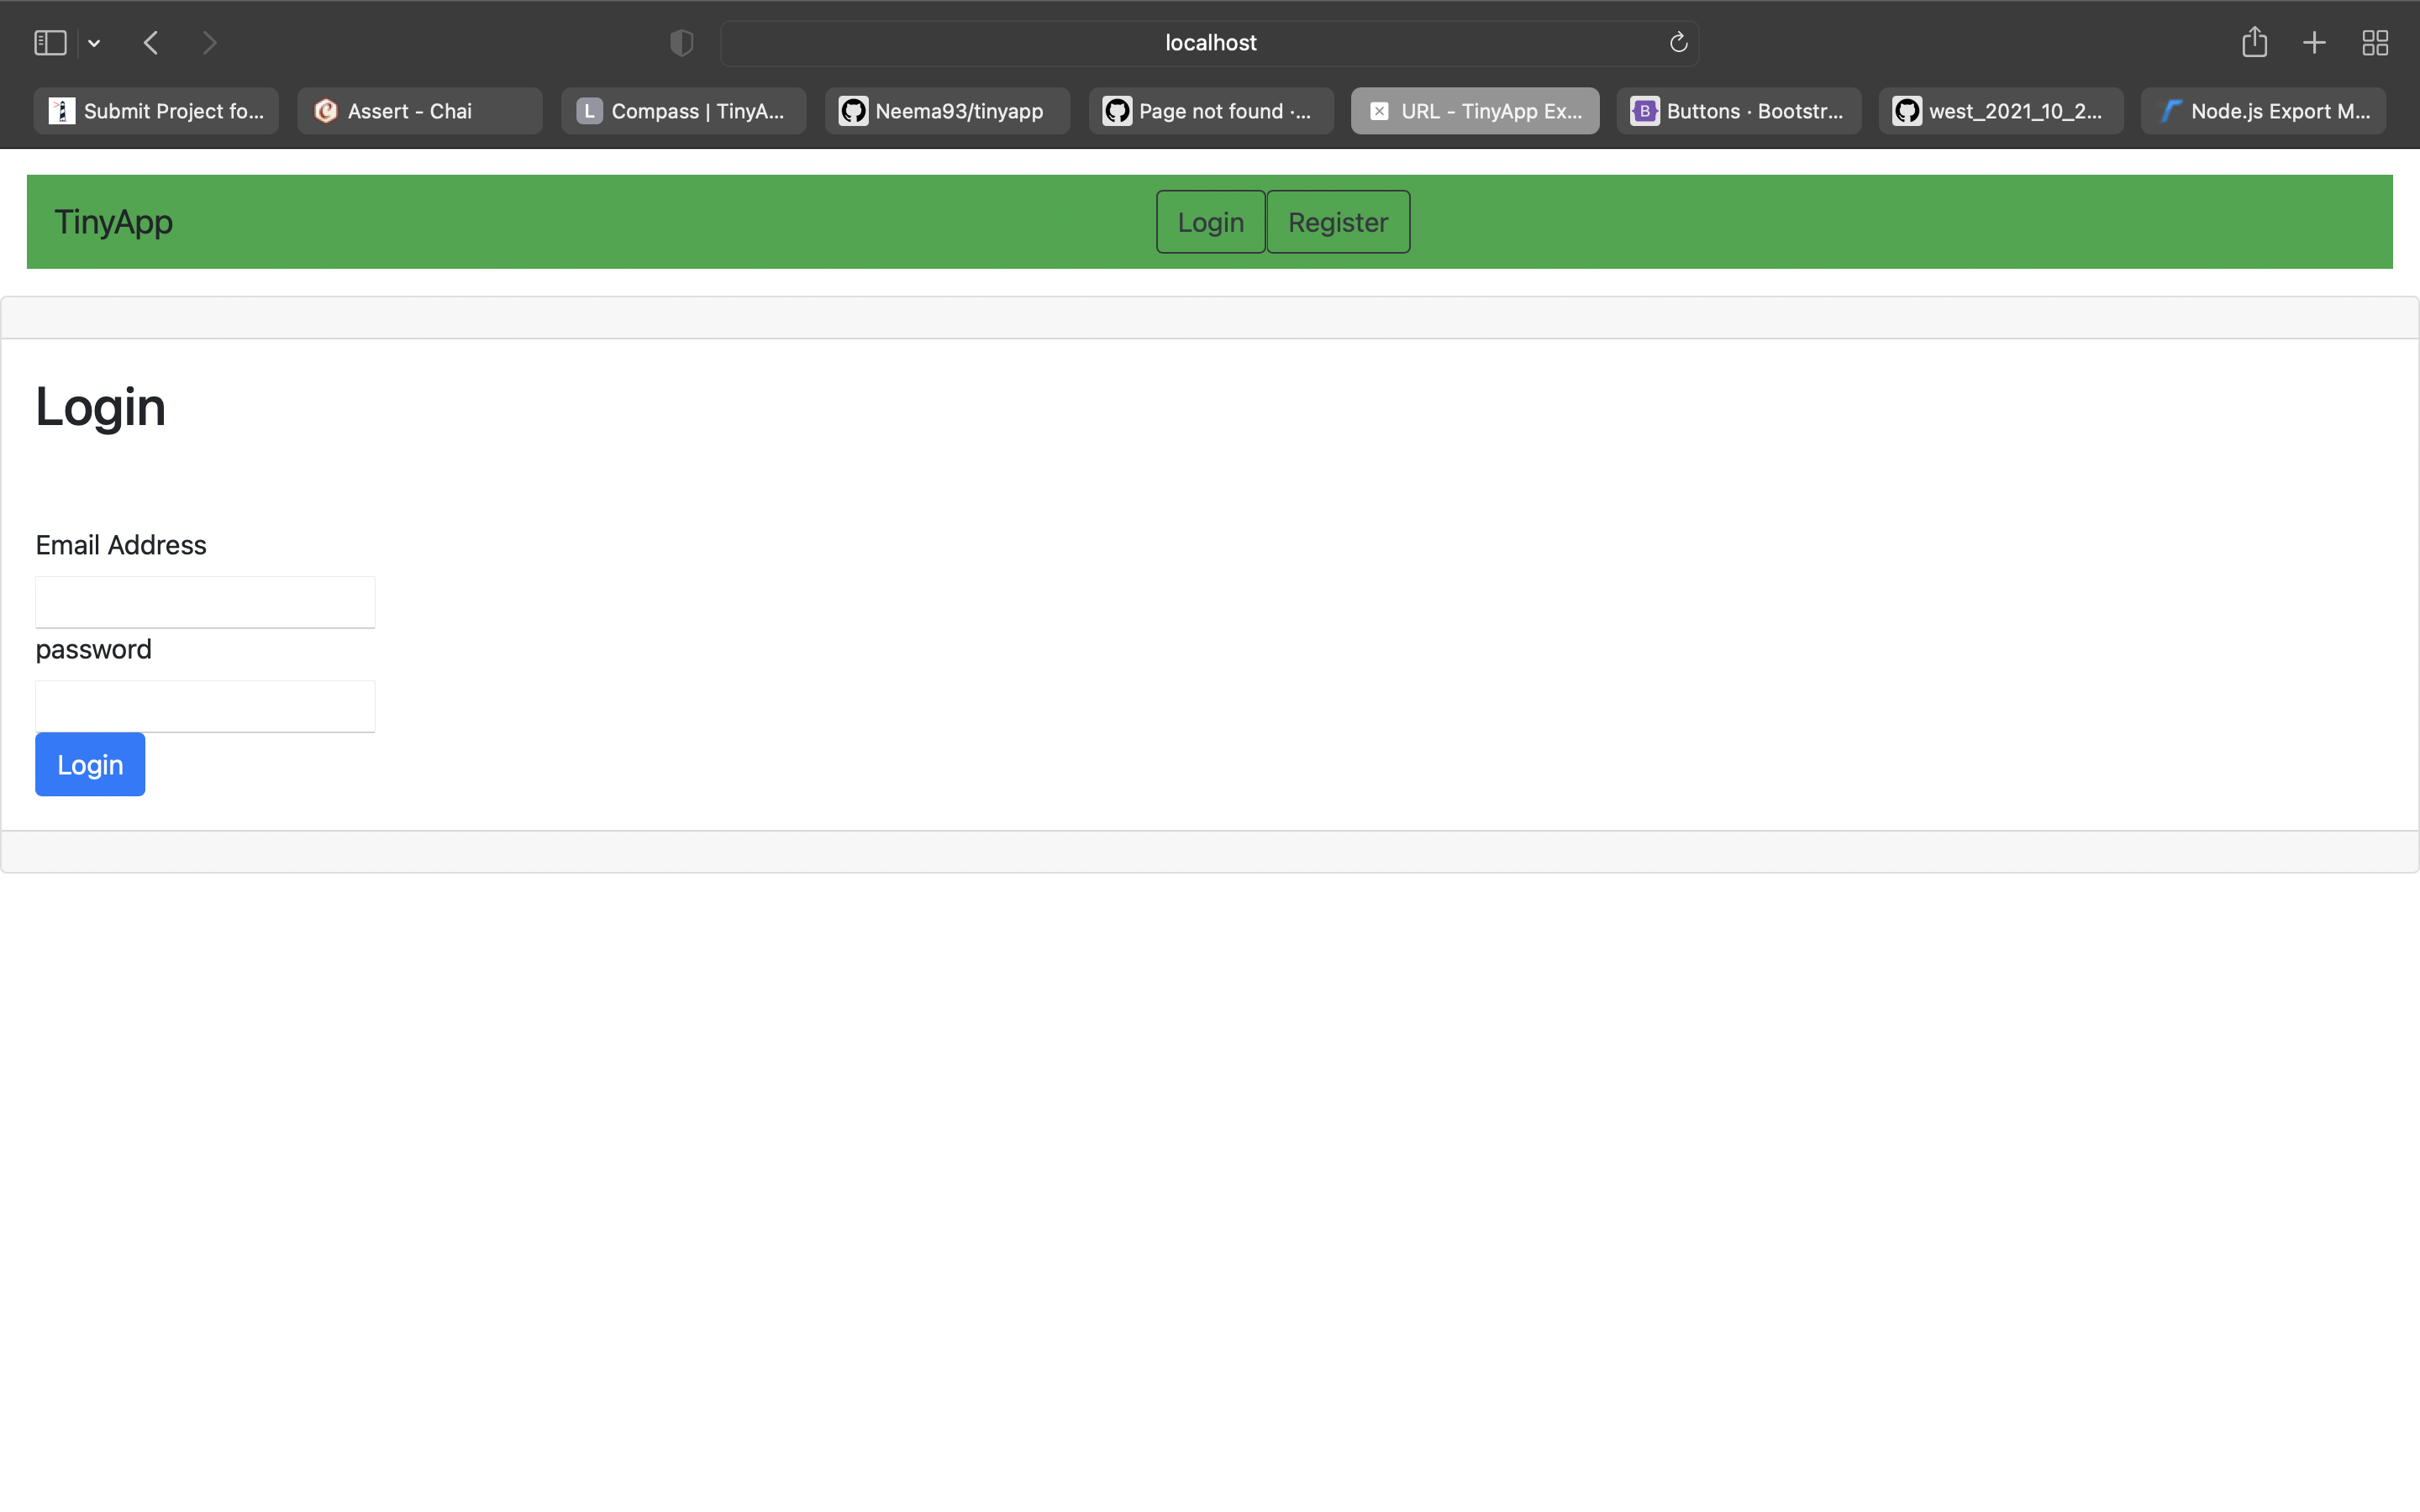 localhost
Submit Project fo...
Assert - Chai
L Compass | TinyA...
Neema93/tinyapp
Page not found ·...
URL - TinyApp Ex...
B Buttons · Bootstr...
west_2021_10_2...
Node.js Export M...
TinyApp
Login Register
Login
Email Address
password
Login